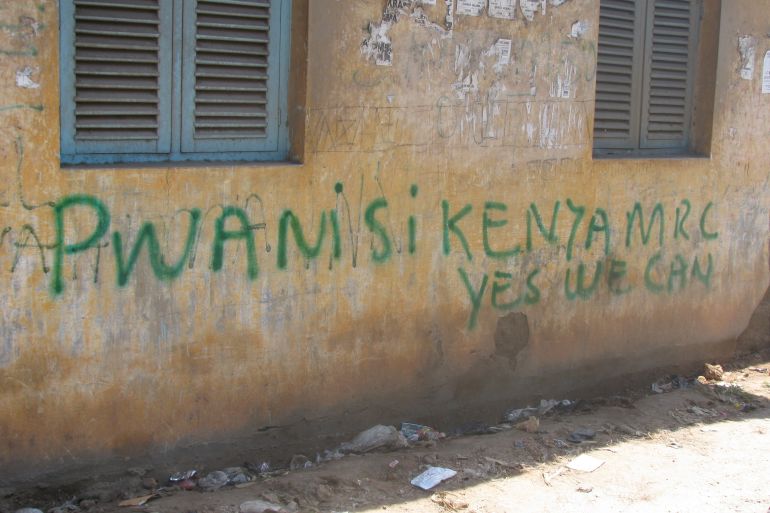 PWANI SI KENYA MRC
YES WE CAN